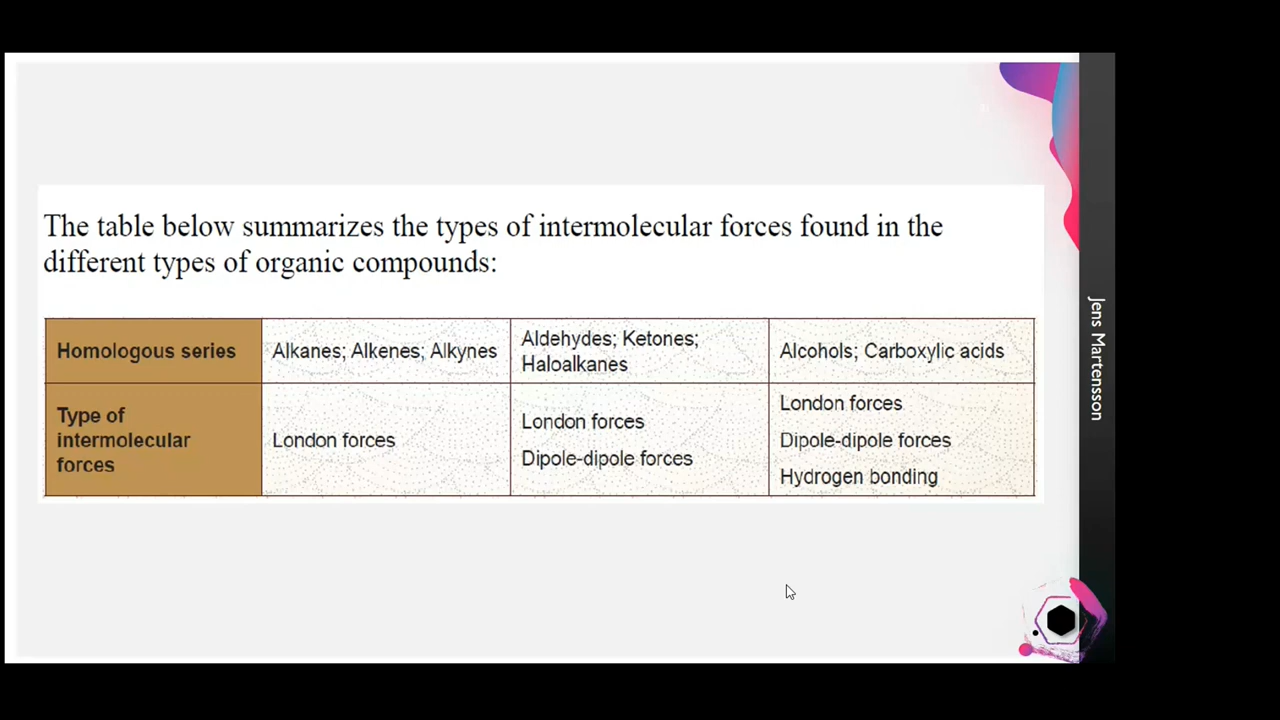 The table below summarizes the types of intermolecular forces found in the
different types of organic compounds:
Homologous series
Alkanes; Alkenes; Alkynes
Aldehydes; Ketones;
Haloalkanes
Alcohols; Carboxylic acids
Type of
intermolecular
forces
London forces
London forces
Dipole-dipole forces
London forces
Dipole-dipole forces
Hydrogen bonding
Jens Martensson